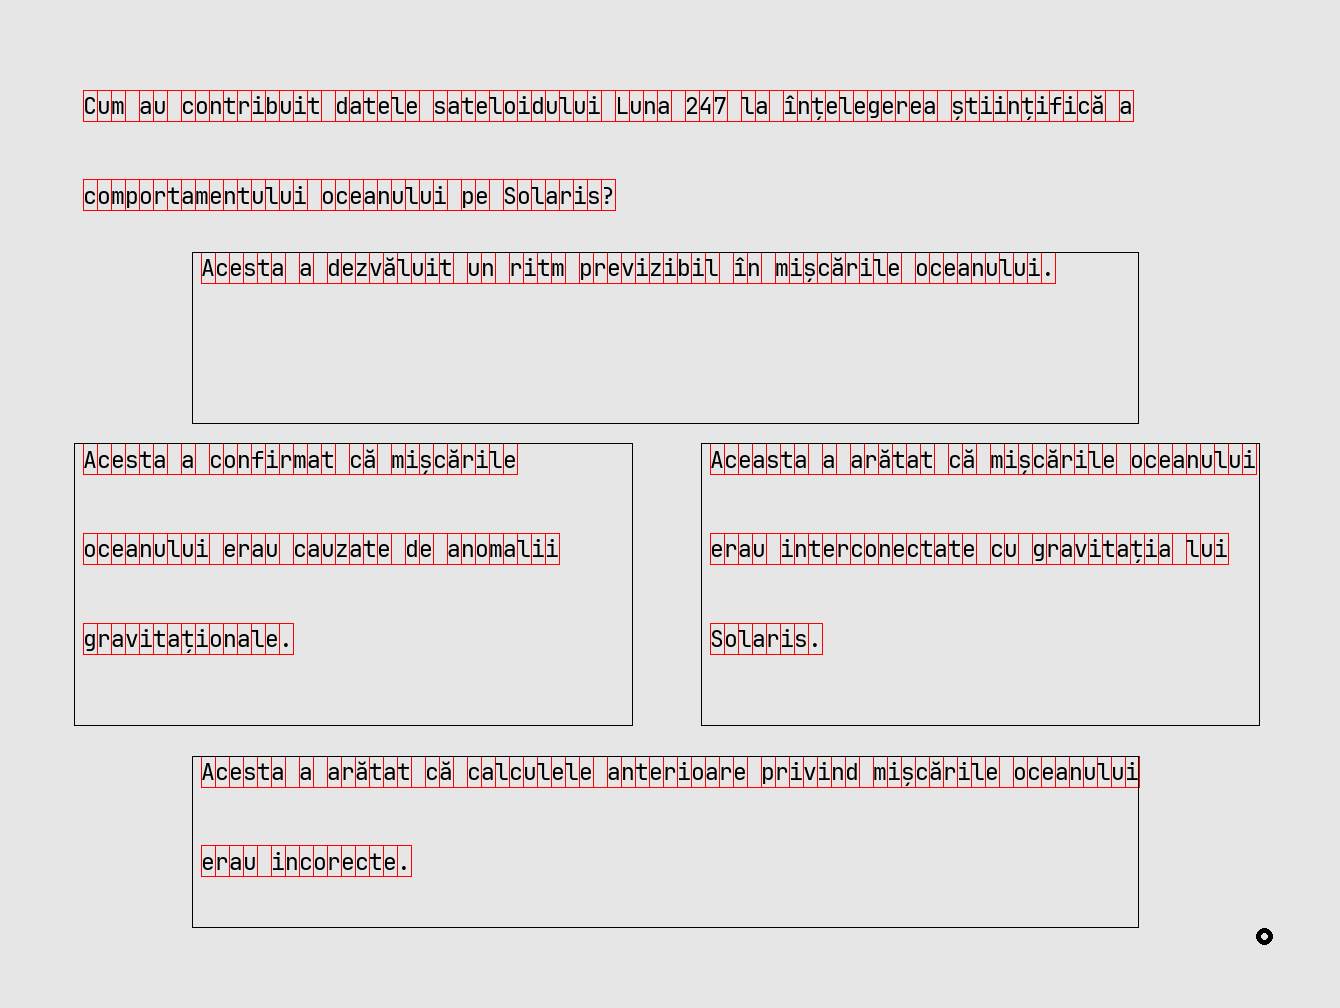 Cum au contribuit datele sateloidului Luna 247 la înțelegerea științifică a
comportamentului oceanului pe Solaris?
Acesta a dezvăluit un ritm previzibil în mișcările oceanului.
Acesta a confirmat că mișcările
oceanului erau cauzate de anomalii
gravitaționale.
Aceasta a arătat că mișcările oceanului
erau interconectate cu gravitația lui
Solaris.
Acesta a arătat că calculele anterioare privind mișcările oceanului
erau incorecte.